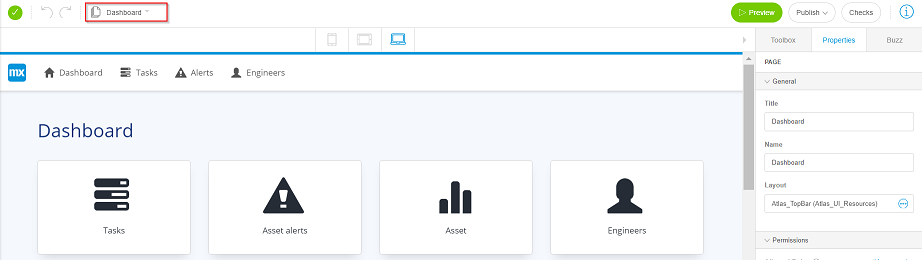 Dashboard
Preview
Publish
Checks
Toolbox
Properties
Buzz
PAGE
General
Title
Dashboard
Name
Dashboard
Layout
Atlas_TopBar (Atlas_UI_Resources)
Permissions
mx
Dashboard
Tasks
Alerts
Engineers
Dashboard
Tasks
Asset alerts
Asset
Engineers